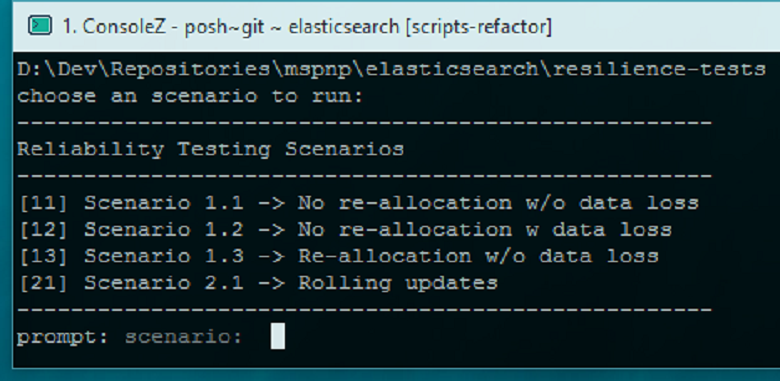 1. ConsoleZ - posh~git ~ elasticsearch [scripts-refactor]
D:\Dev\Repositories\mspnp\elasticsearch\resilience-tests
choose an scenario to run:
----------------------------------------------------
Reliability Testing Scenarios
----------------------------------------------------
[11] Scenario 1.1 -> No re-allocation w/o data loss
[12] Scenario 1.2 -> No re-allocation w data loss
[13] Scenario 1.3 -> Re-allocation w/o data loss
[21] Scenario 2.1 -> Rolling updates
----------------------------------------------------
prompt: scenario: